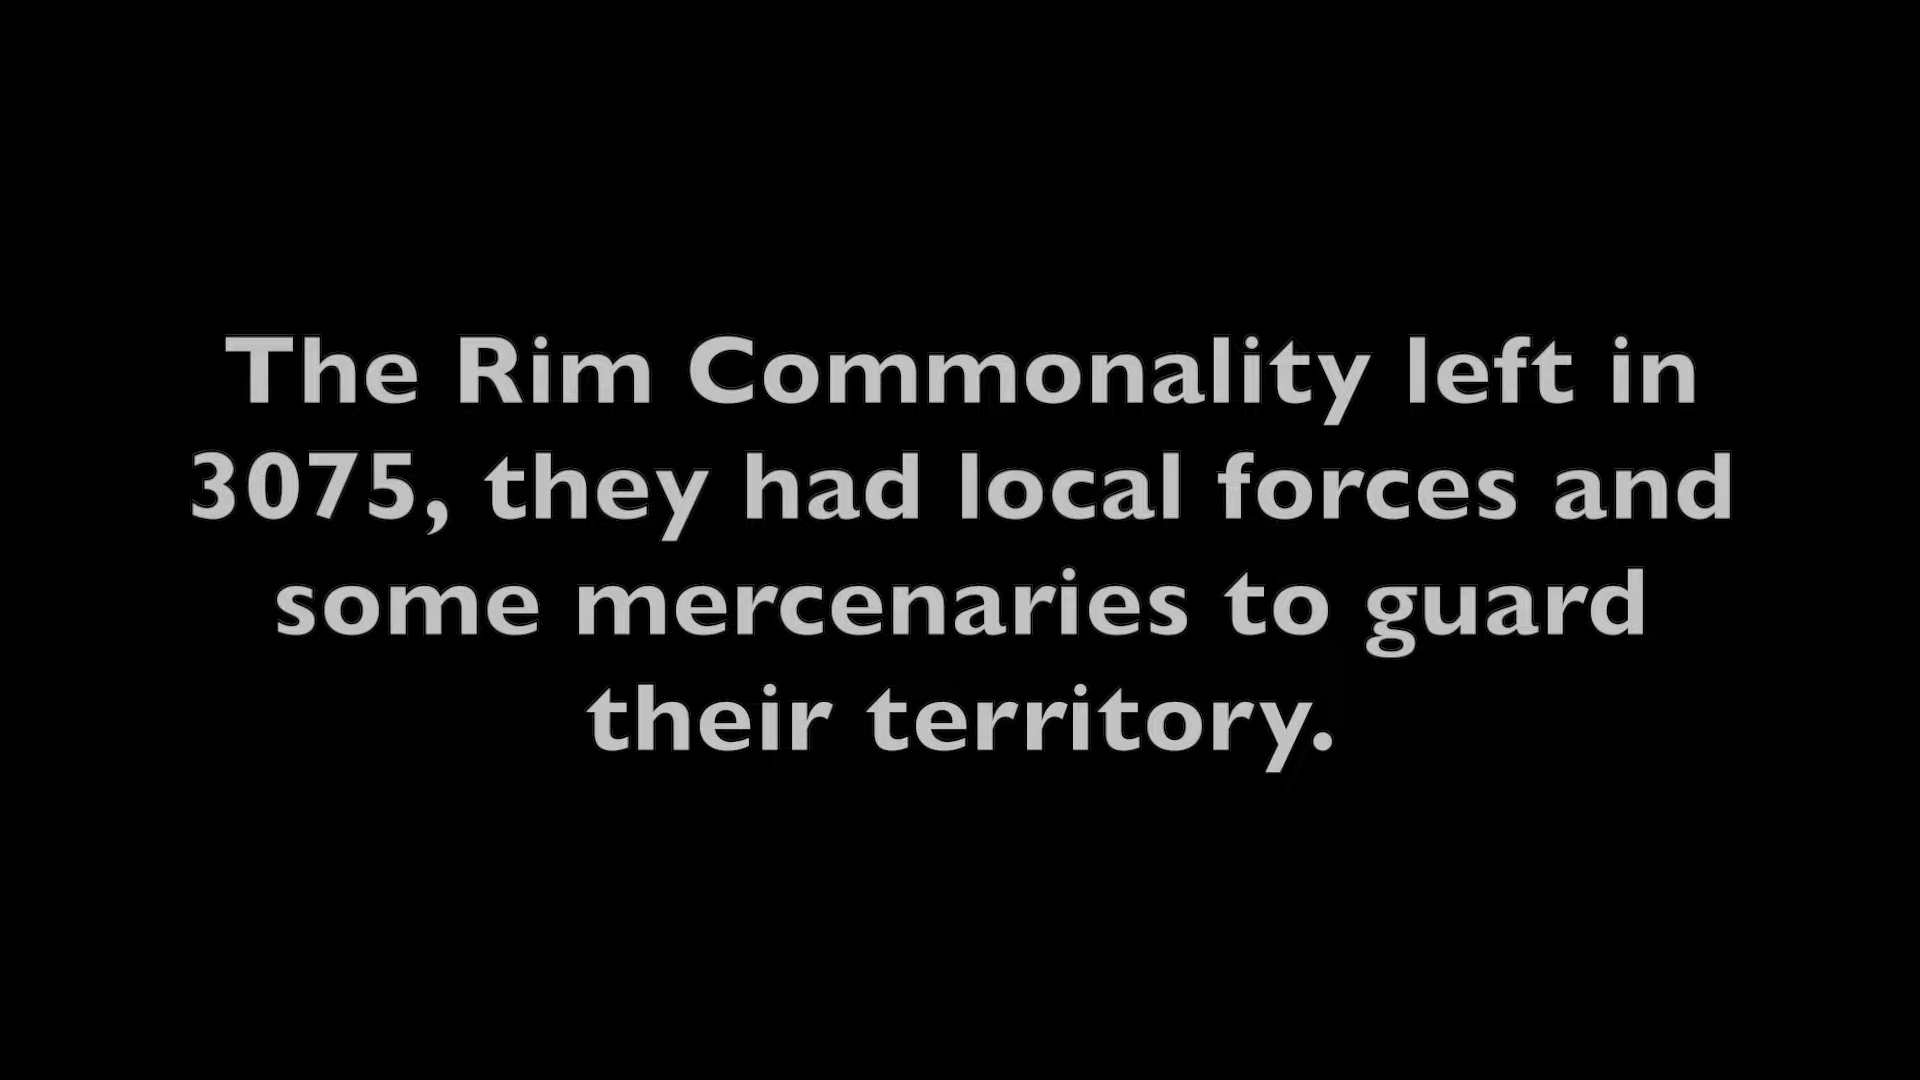 The Rim Commonality left in
3075, they had local forces and
some mercenaries to guard
their territory.